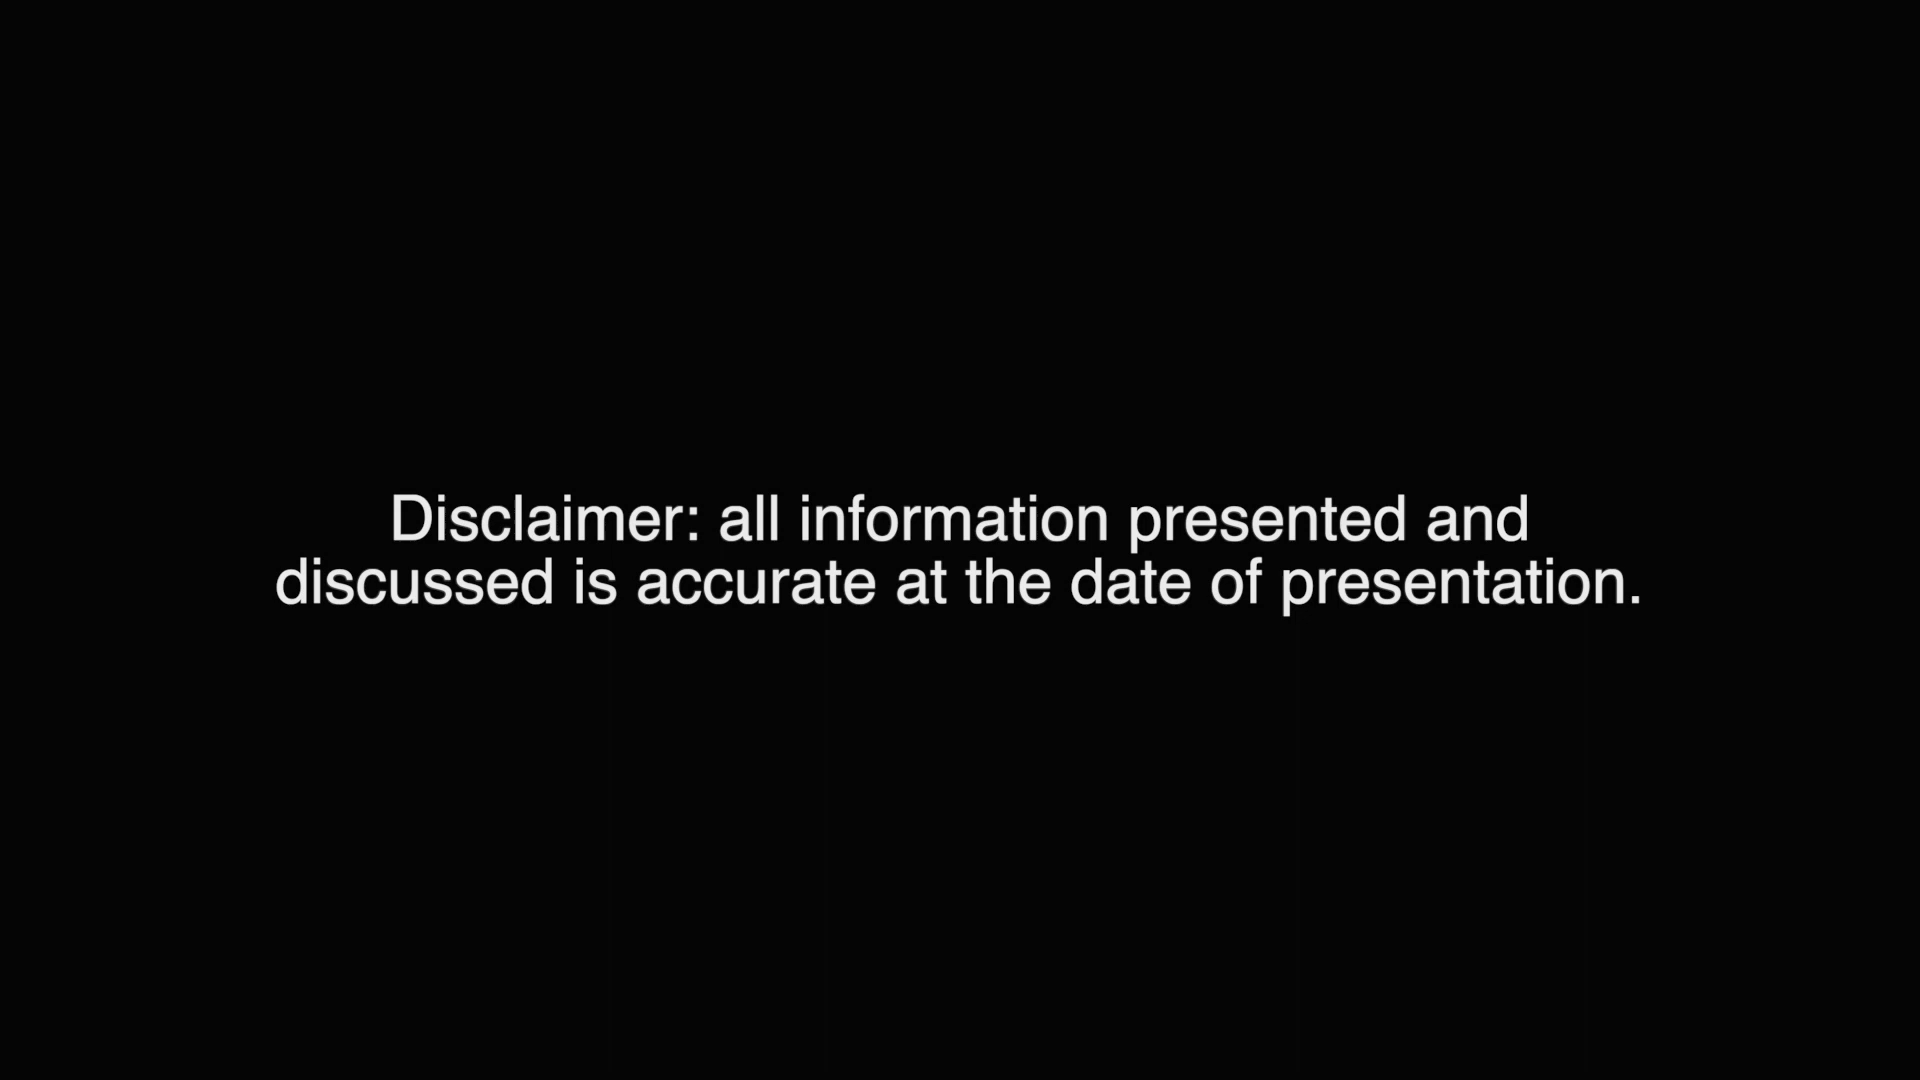 Disclaimer: all information presented and
discussed is accurate at the date of presentation.